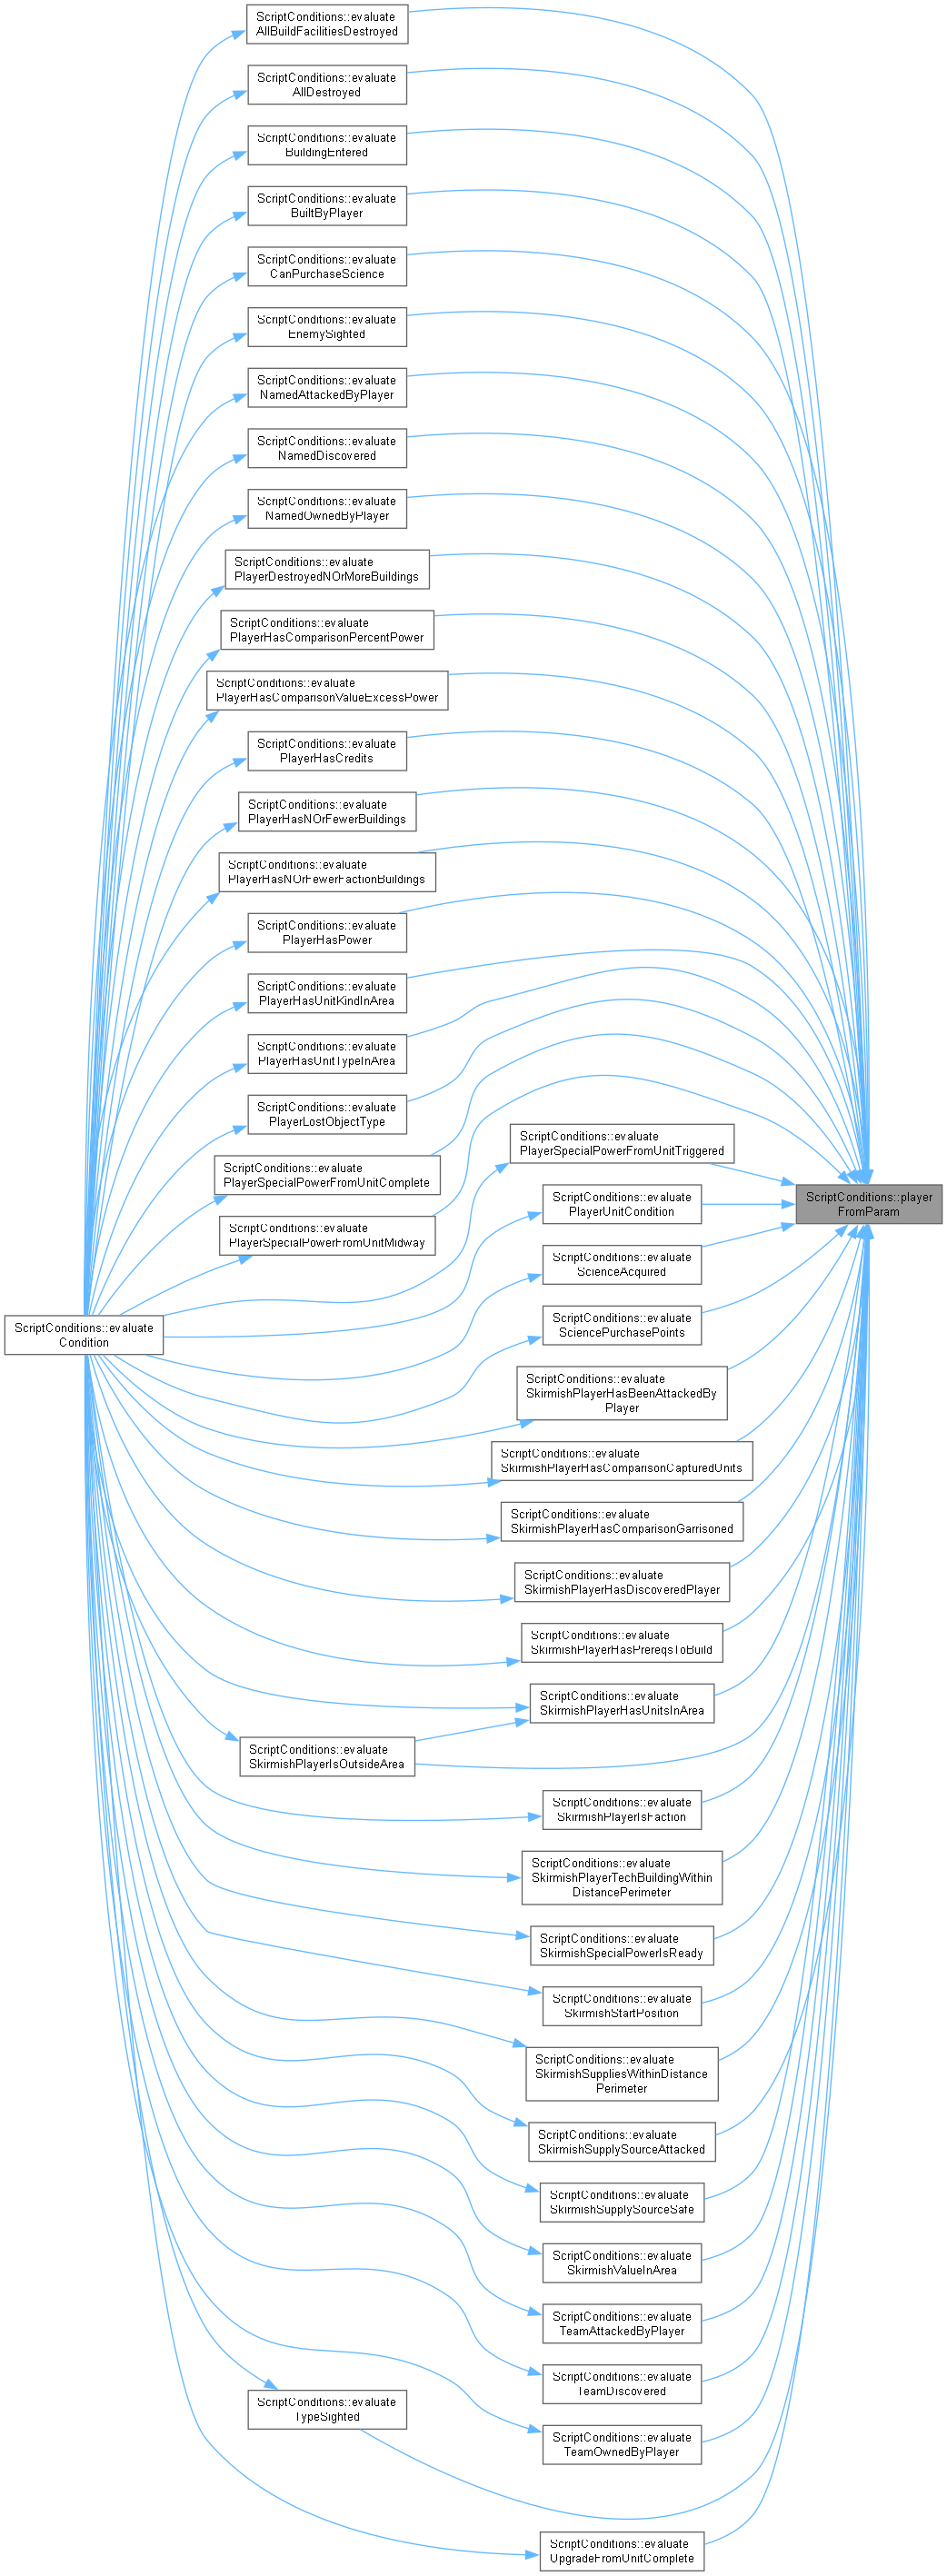 ScriptConditions::evaluate
AllBuildFacilitiesDestroyed
ScriptConditions::evaluate
AllDestroyed
ScriptConditions::evaluate
BuildingEntered
ScriptConditions::evaluate
BuiltByPlayer
ScriptConditions::evaluate
CanPurchaseScience
ScriptConditions::evaluate
EnemySighted
ScriptConditions::evaluate
NamedAttackedByPlayer
ScriptConditions::evaluate
NamedDiscovered
ScriptConditions::evaluate
NamedOwnedByPlayer
ScriptConditions::evaluate
PlayerDestroyedNOrMoreBuildings
ScriptConditions::evaluate
PlayerHasComparisonPercentPower
ScriptConditions::evaluate
PlayerHasComparisonValueExcessPower
ScriptConditions::evaluate
PlayerHasCredits
ScriptConditions::evaluate
PlayerHasNOrFewerBuildings
ScriptConditions::evaluate
PlayerHasNOrFewerFactionBuildings
ScriptConditions::evaluate
PlayerHasPower
ScriptConditions::evaluate
PlayerHasUnitKindInArea
ScriptConditions::evaluate
PlayerHasUnitTypeInArea
ScriptConditions::evaluate
PlayerLostObjectType
ScriptConditions::evaluate
PlayerSpecialPowerFromUnitTriggered
ScriptConditions::evaluate
PlayerSpecialPowerFromUnitComplete
ScriptConditions::player
FromParam
ScriptConditions::evaluate
PlayerUnitCondition
ScriptConditions::evaluate
PlayerSpecialPowerFromUnitMidway
ScriptConditions::evaluate
ScienceAcquired
ScriptConditions::evaluate
Condition
ScriptConditions::evaluate
SciencePurchasePoints
ScriptConditions::evaluate
SkirmishPlayerHasBeenAttackedBy
Player
ScriptConditions::evaluate
SkirmishPlayerHasComparisonCapturedUnits
ScriptConditions::evaluate
SkirmishPlayerHasComparisonGarrisoned
ScriptConditions::evaluate
SkirmishPlayerHasDiscoveredPlayer
ScriptConditions::evaluate
SkirmishPlayerHasPrereqsToBuild
ScriptConditions::evaluate
SkirmishPlayerHasUnitsInArea
ScriptConditions::evaluate
SkirmishPlayerIsOutsideArea
ScriptConditions::evaluate
SkirmishPlayerIsFaction
ScriptConditions::evaluate
SkirmishPlayerTechBuildingWithin
DistancePerimeter
ScriptConditions::evaluate
SkirmishSpecialPowerIsReady
ScriptConditions::evaluate
SkirmishStartPosition
ScriptConditions::evaluate
SkirmishSuppliesWithinDistance
Perimeter
ScriptConditions::evaluate
SkirmishSupplySourceAttacked
ScriptConditions::evaluate
SkirmishSupplySourceSafe
ScriptConditions::evaluate
SkirmishValueInArea
ScriptConditions::evaluate
TeamAttackedByPlayer
ScriptConditions::evaluate
TeamDiscovered
ScriptConditions::evaluate
TypeSighted
ScriptConditions::evaluate
TeamOwnedByPlayer
ScriptConditions::evaluate
UpgradeFromUnitComplete